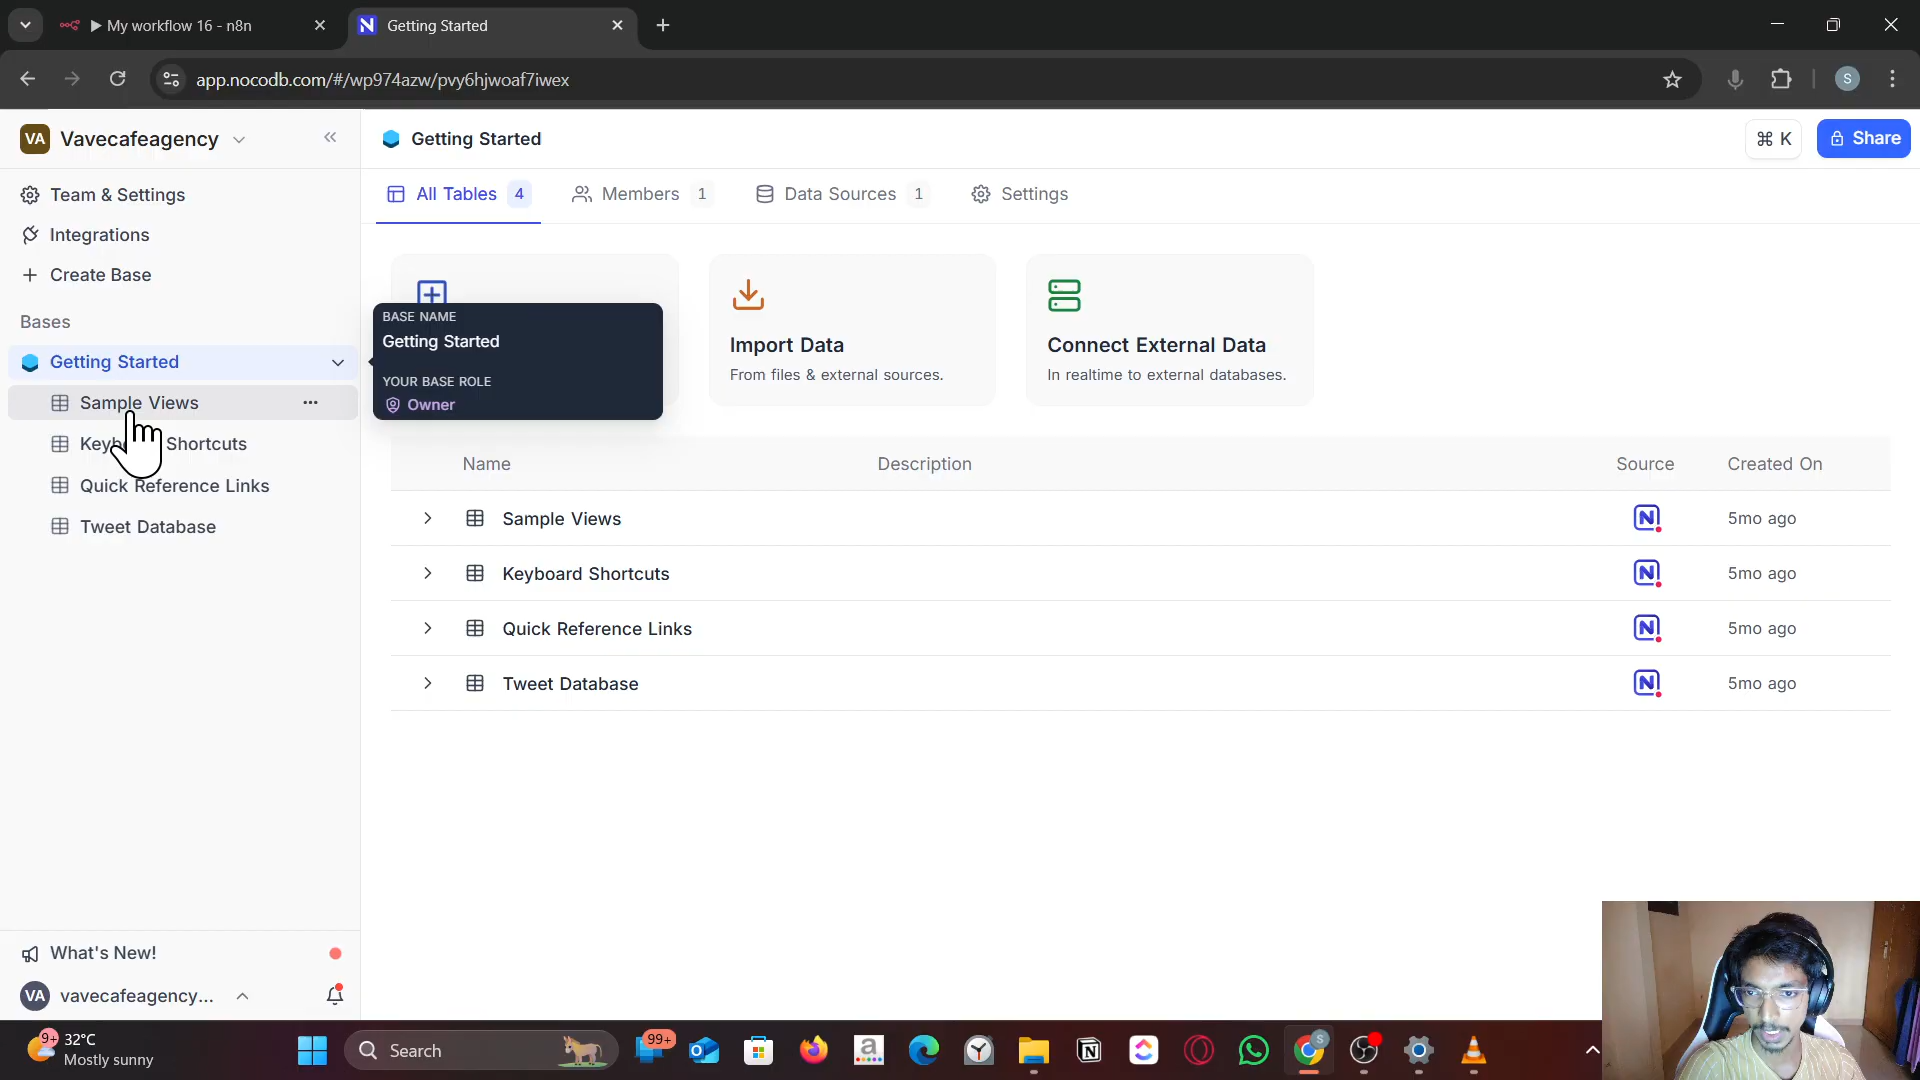 My workflow 16 - n8n
Getting Started
app.nocodb.com/#/wp974azw/pvy6hjwoaf7iwex
S
VA Vavecafeagency
Getting Started
⌘ K
Share
Team & Settings
All Tables 4
Members 1
Data Sources 1
Settings
Integrations
+ Create Base
Bases
Getting Started
BASE NAME
Getting Started
YOUR BASE ROLE
Owner
Import Data
From files & external sources.
Connect External Data
In realtime to external databases.
Sample Views
Shortcuts
Quick Reference Links
Tweet Database
Name
Description
Source
Created On
Sample Views
N
5mo ago
Keyboard Shortcuts
N
5mo ago
Quick Reference Links
N
5mo ago
Tweet Database
N
5mo ago
What's New!
VA vavecafeagency...
9+
32°C
Mostly sunny
Search
99+